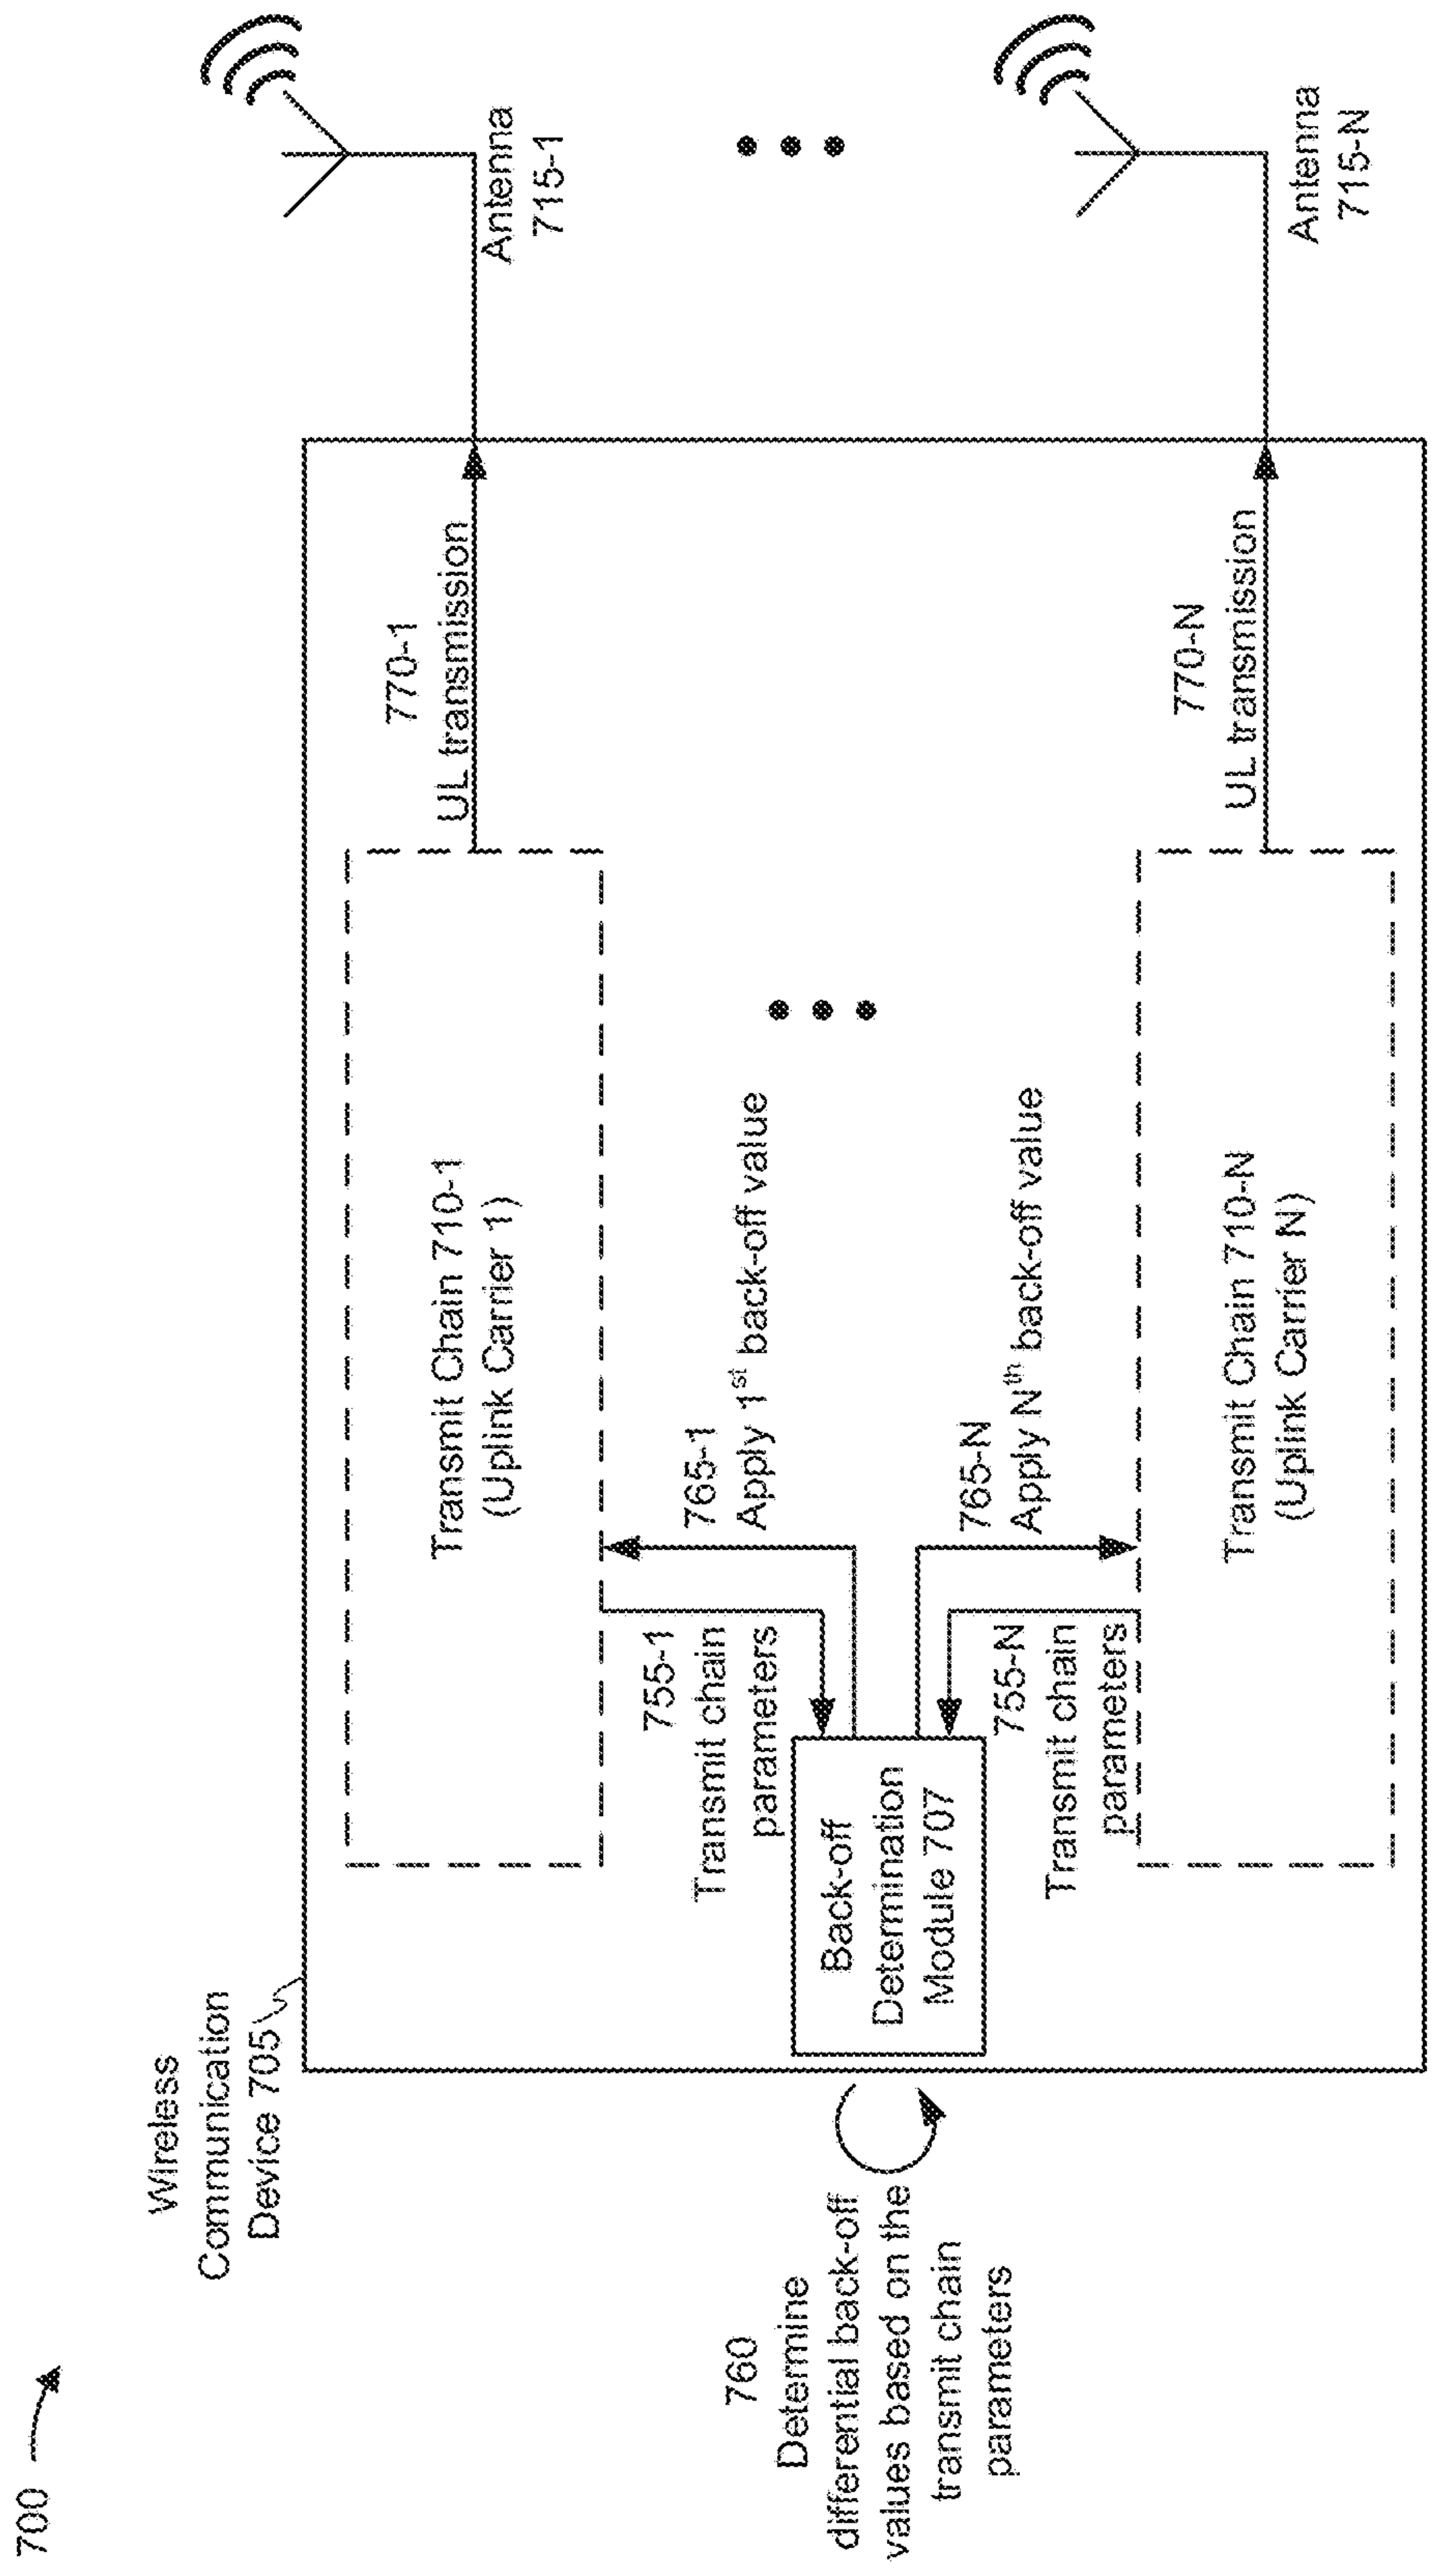 700
Wireless
Communication
Device 705
760
Determine
differential back-off
values based on the
transmit chain
parameters
Back-off
Determination
Module 707
755-1
Transmit chain
parameters
755-N
Transmit chain
parameters
765-1
Apply 1st back-off value
765-N
Apply Nth back-off value
Transmit Chain 710-1
(Uplink Carrier 1)
Transmit Chain 710-N
(Uplink Carrier N)
770-1
UL transmission
770-N
UL transmission
Antenna
715-1
Antenna
715-N